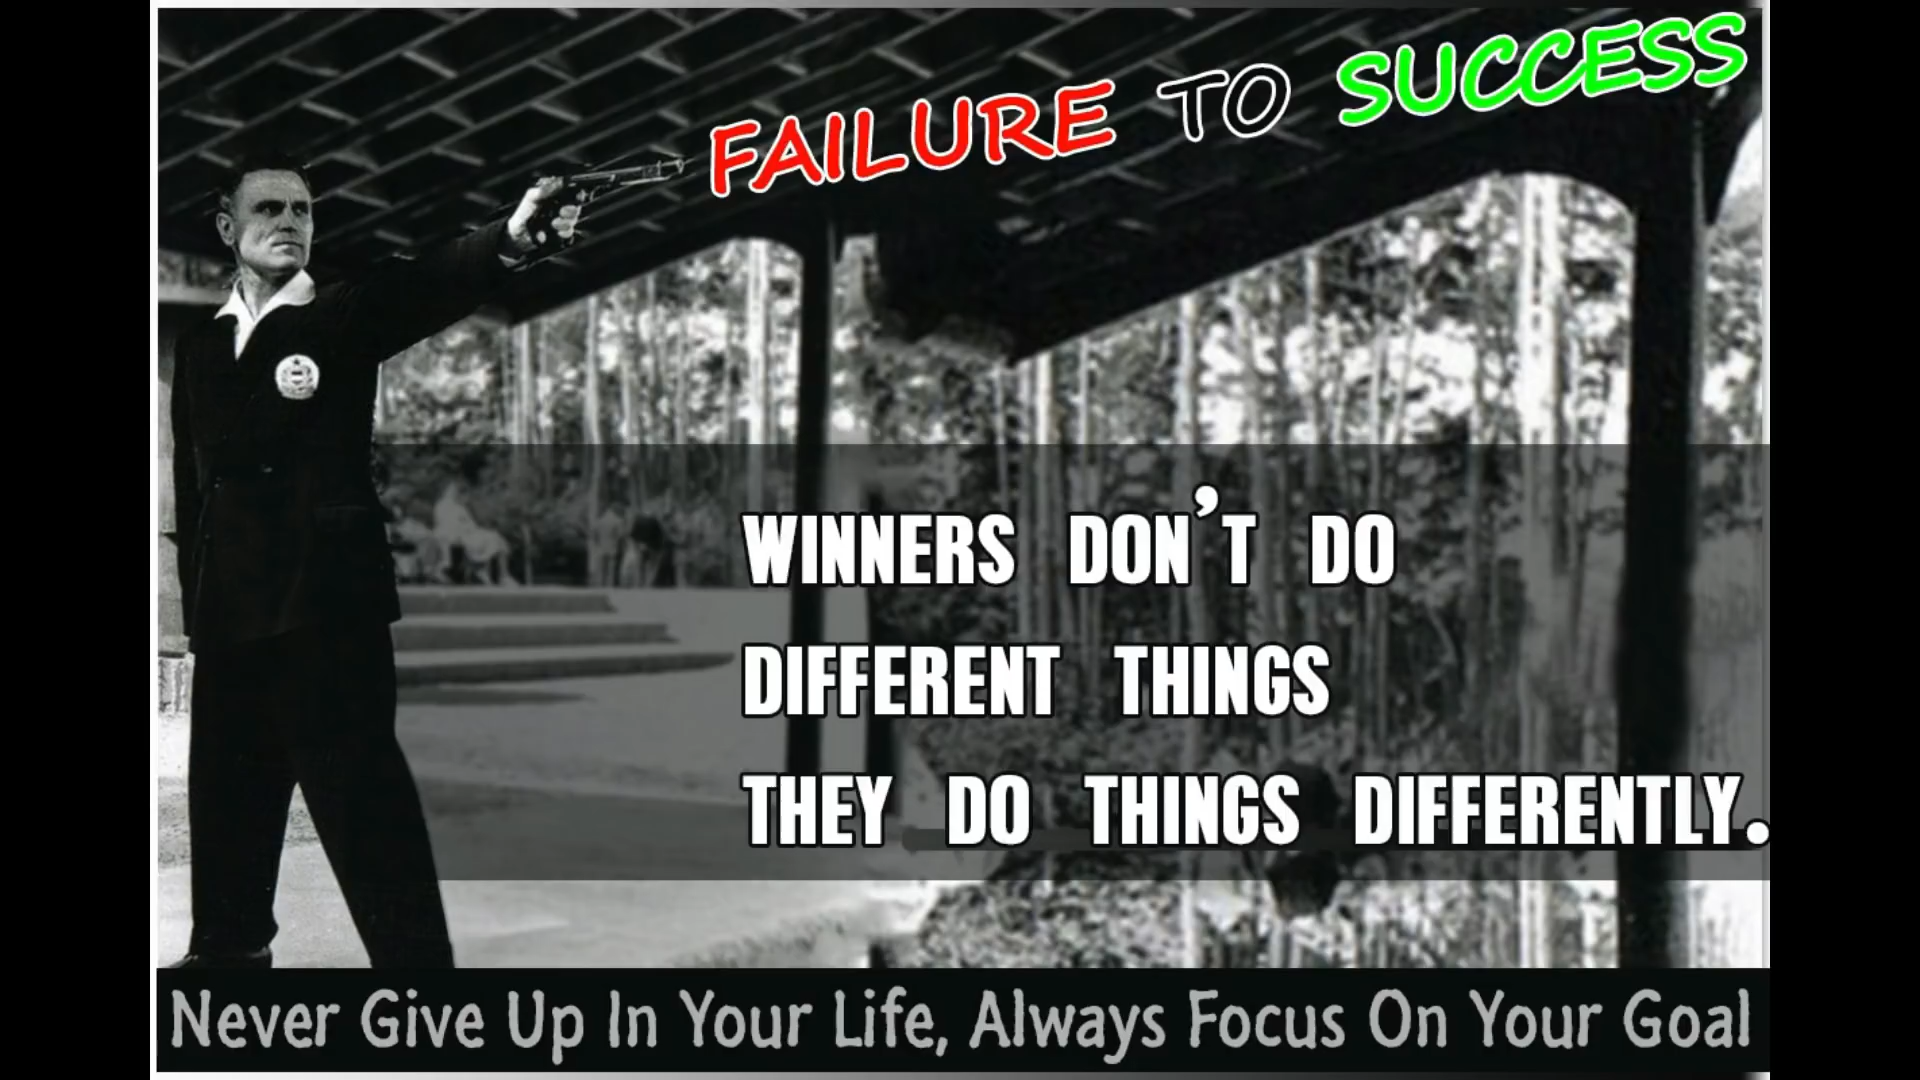 FAILURE TO SUCCESS
WINNERS DON'T DO
DIFFERENT THINGS
THEY DO THINGS DIFFERENTLY.
Never Give Up In Your Life, Always Focus On Your Goal